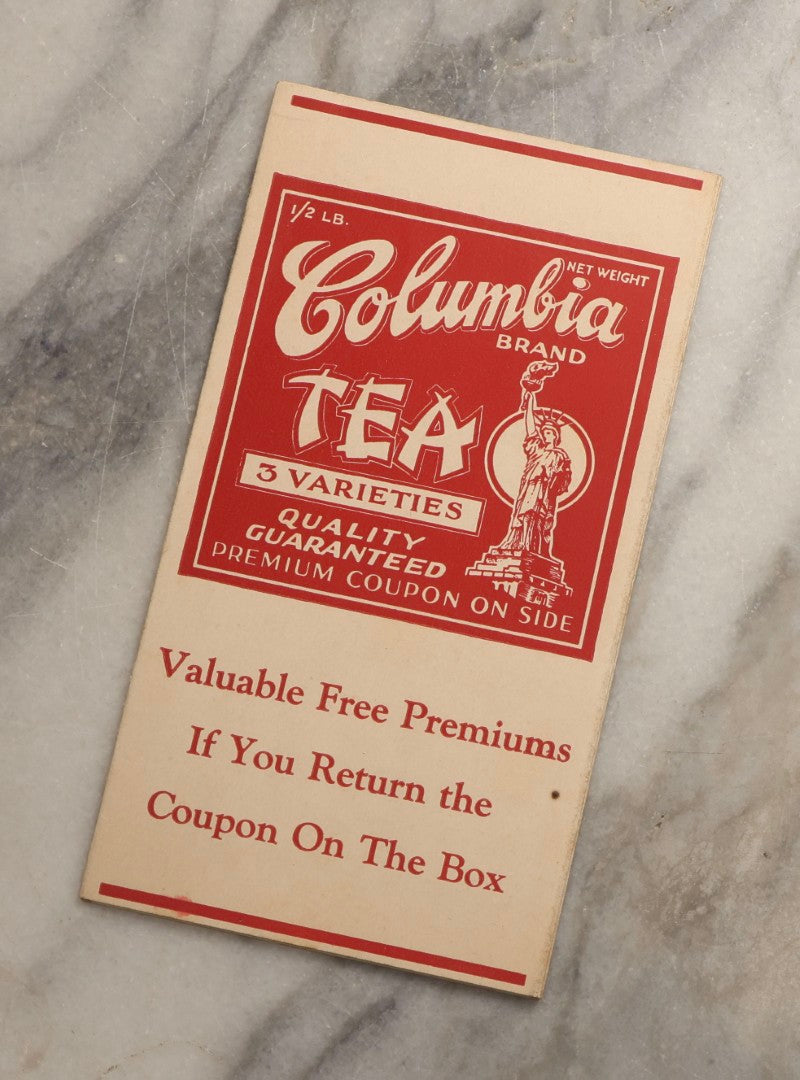 1/2 LB.
Columbia
NET WEIGHT
BRAND
TEA
3 VARIETIES
QUALITY
GUARANTEED
PREMIUM COUPON ON SIDE
Valuable Free Premiums
If You Return the
Coupon On The Box